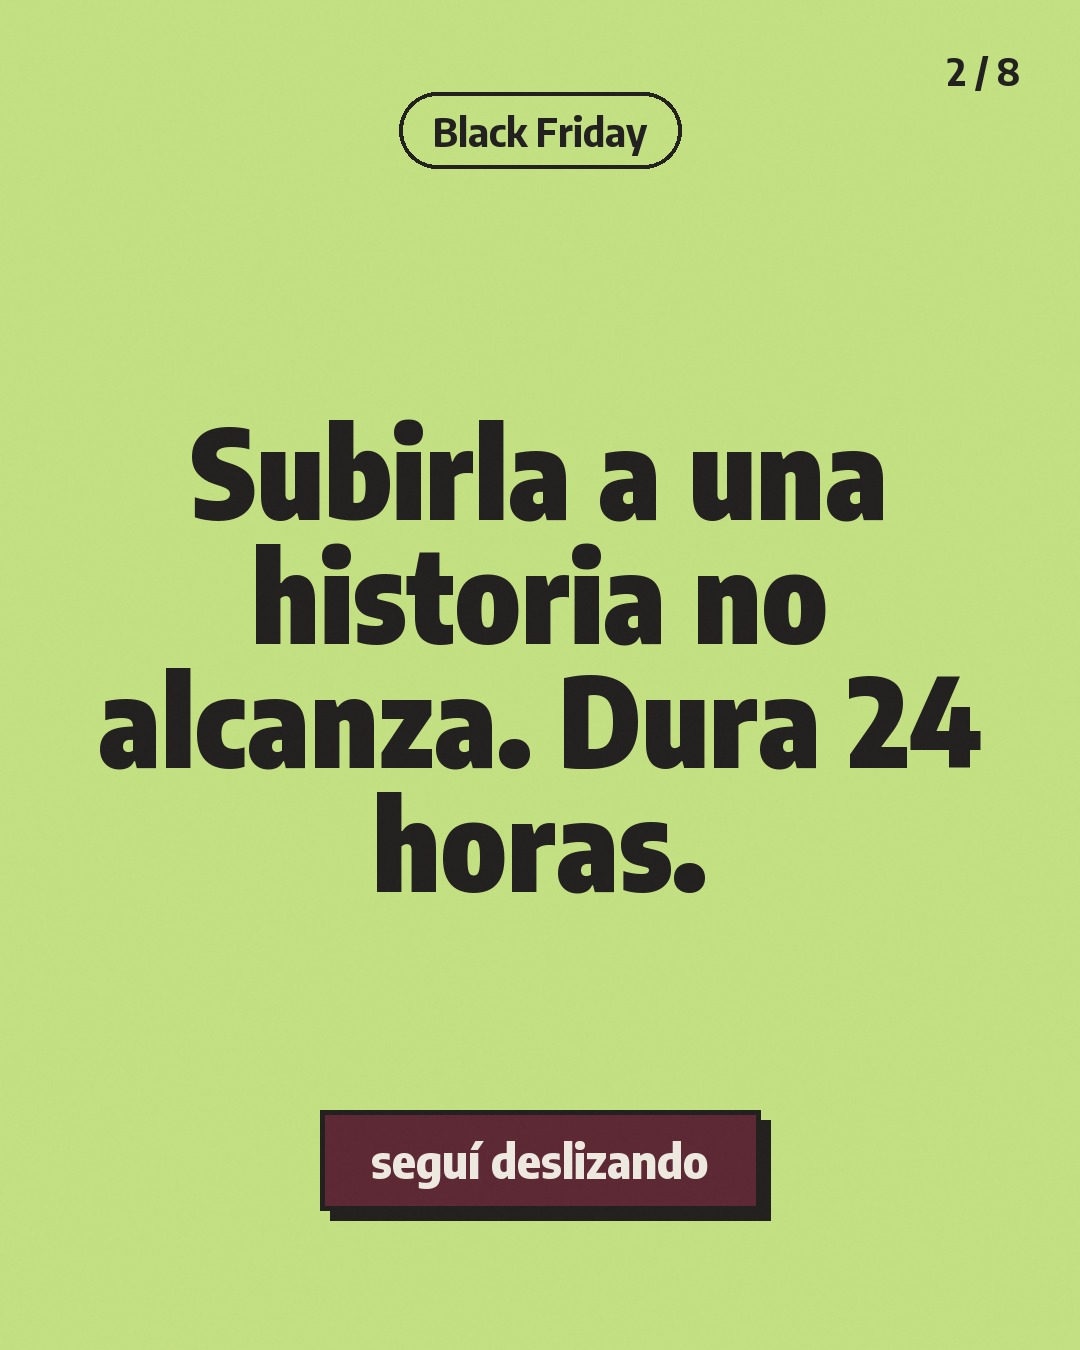 2 / 8
Black Friday
Subirla a una
historia no
alcanza. Dura 24
horas.
seguí deslizando